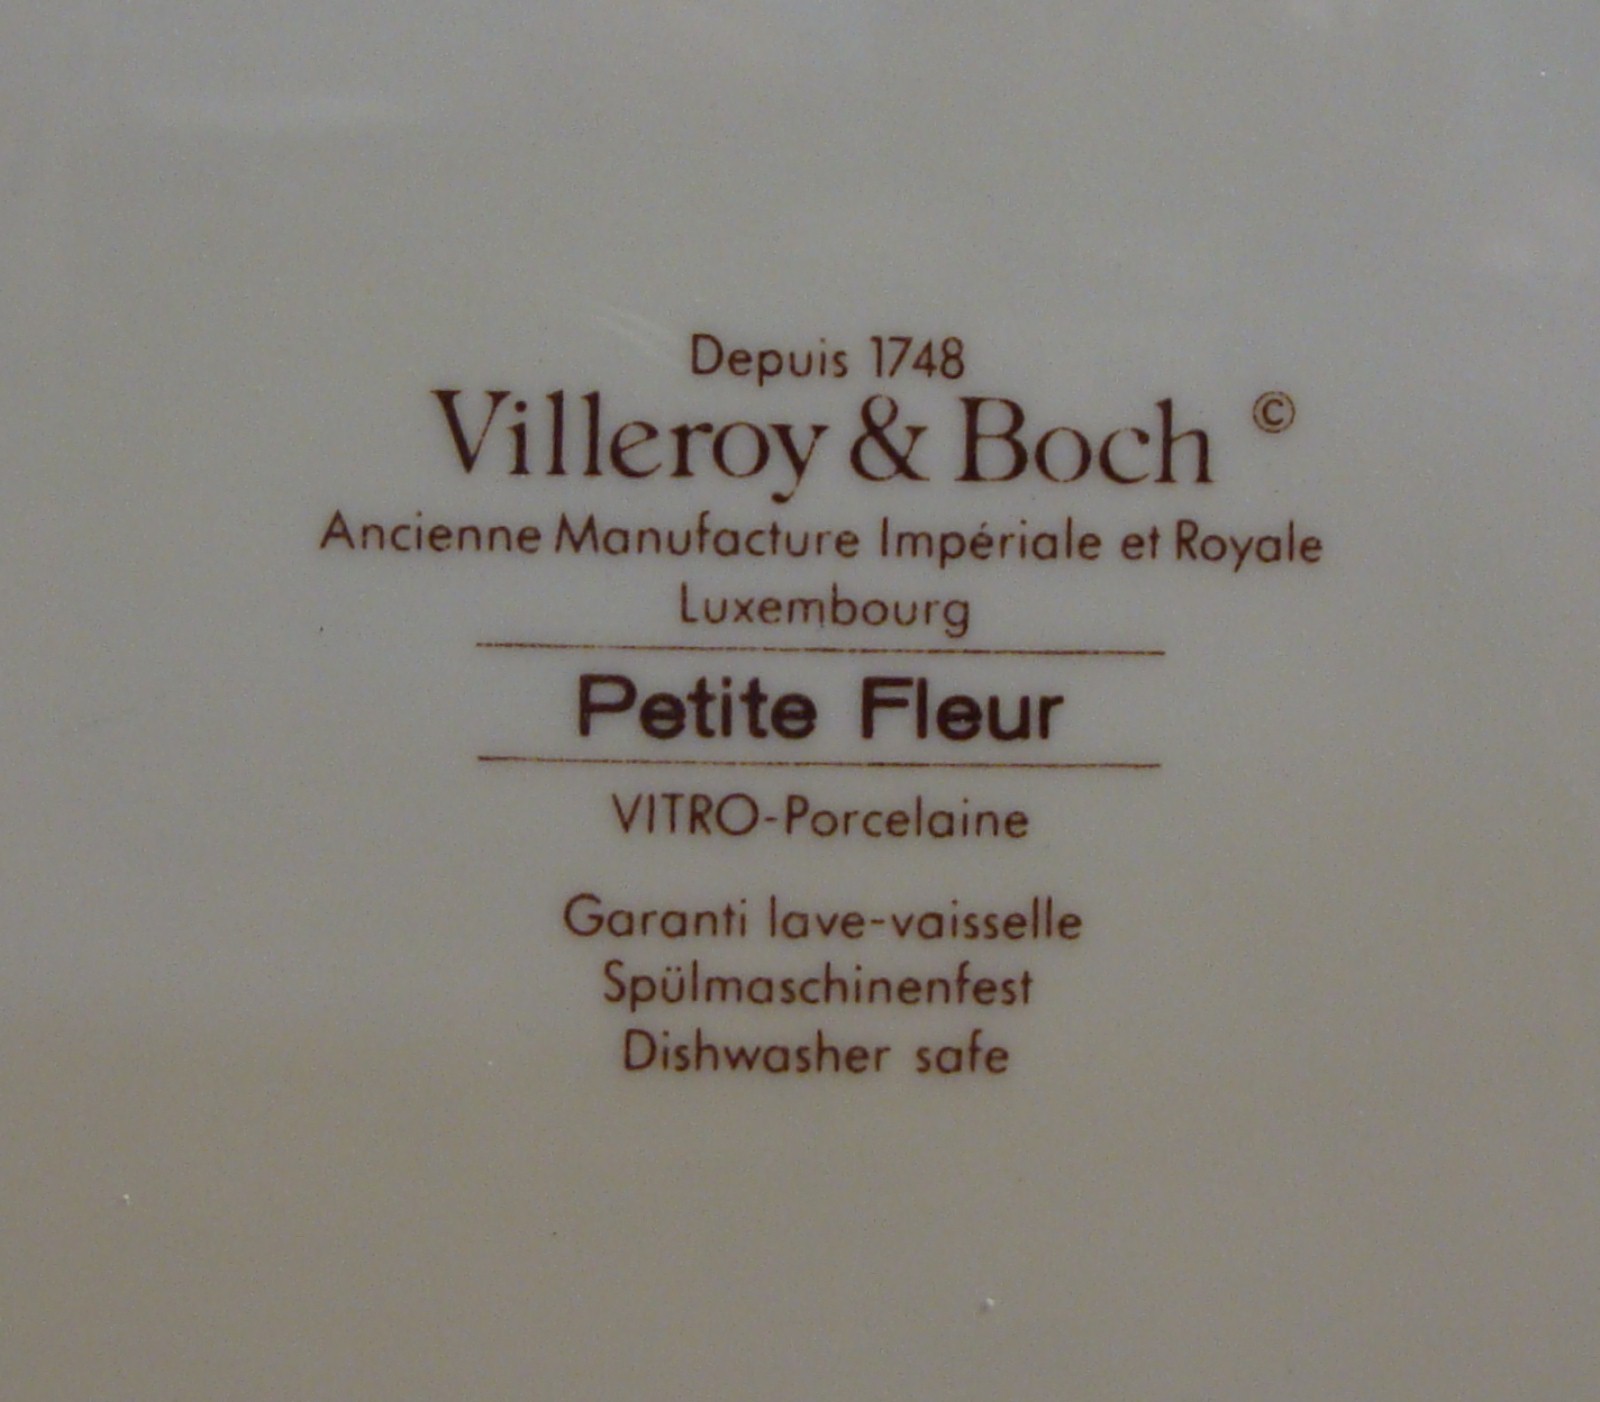 Depuis 1748
Villeroy & Boch ©
Ancienne Manufacture Impériale et Royale
Luxembourg
Petite Fleur
VITRO-Porcelaine
Garanti lave-vaisselle
Spülmaschinenfest
Dishwasher safe